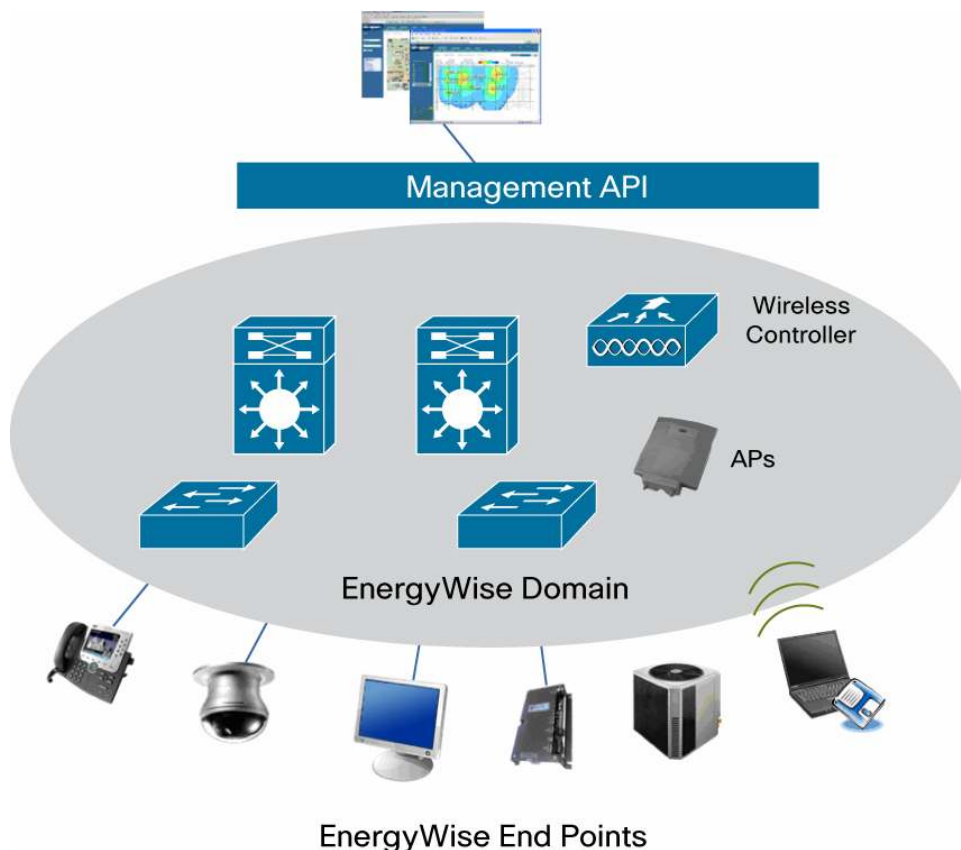 Management API
Wireless
Controller
APs
EnergyWise Domain
EnergyWise End Points